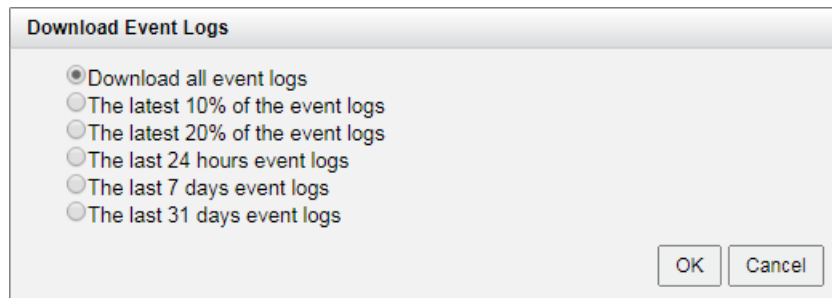 Download Event Logs
Download all event logs
The latest 10% of the event logs
The latest 20% of the event logs
The last 24 hours event logs
The last 7 days event logs
The last 31 days event logs
OK Cancel